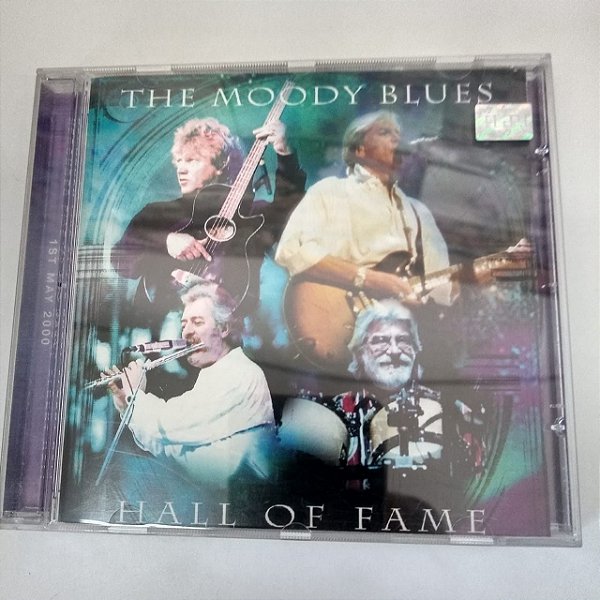 THE MOODY BLUES
1ST MAY 2000
HALL OF FAME